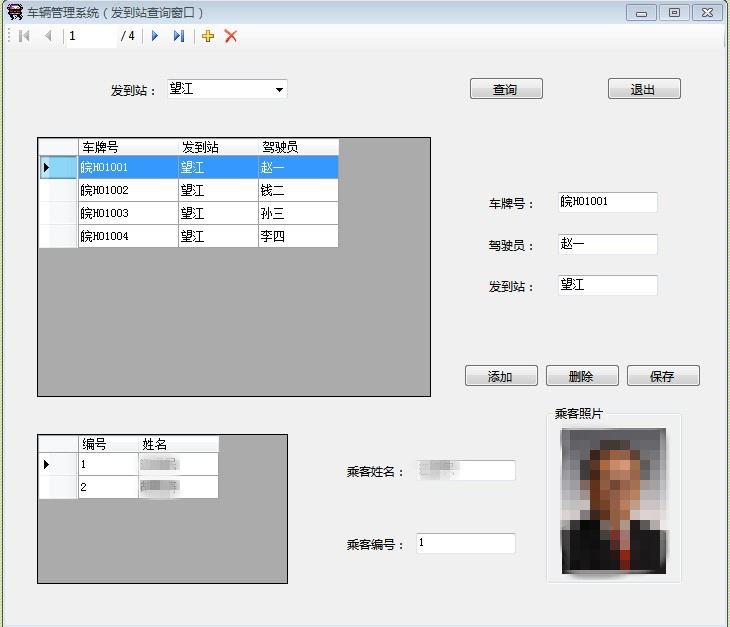 车辆管理系统（发到站查询窗口）
1 / 4
发到站： 望江 查询 退出
车牌号 发到站 驾驶员
皖H01001 望江 赵一
皖H01002 望江 钱二
皖H01003 望江 孙三
皖H01004 望江 李四
车牌号： 皖H01001
驾驶员： 赵一
发到站： 望江
添加 删除 保存
编号 姓名
1
2
乘客姓名：
乘客编号： 1
乘客照片